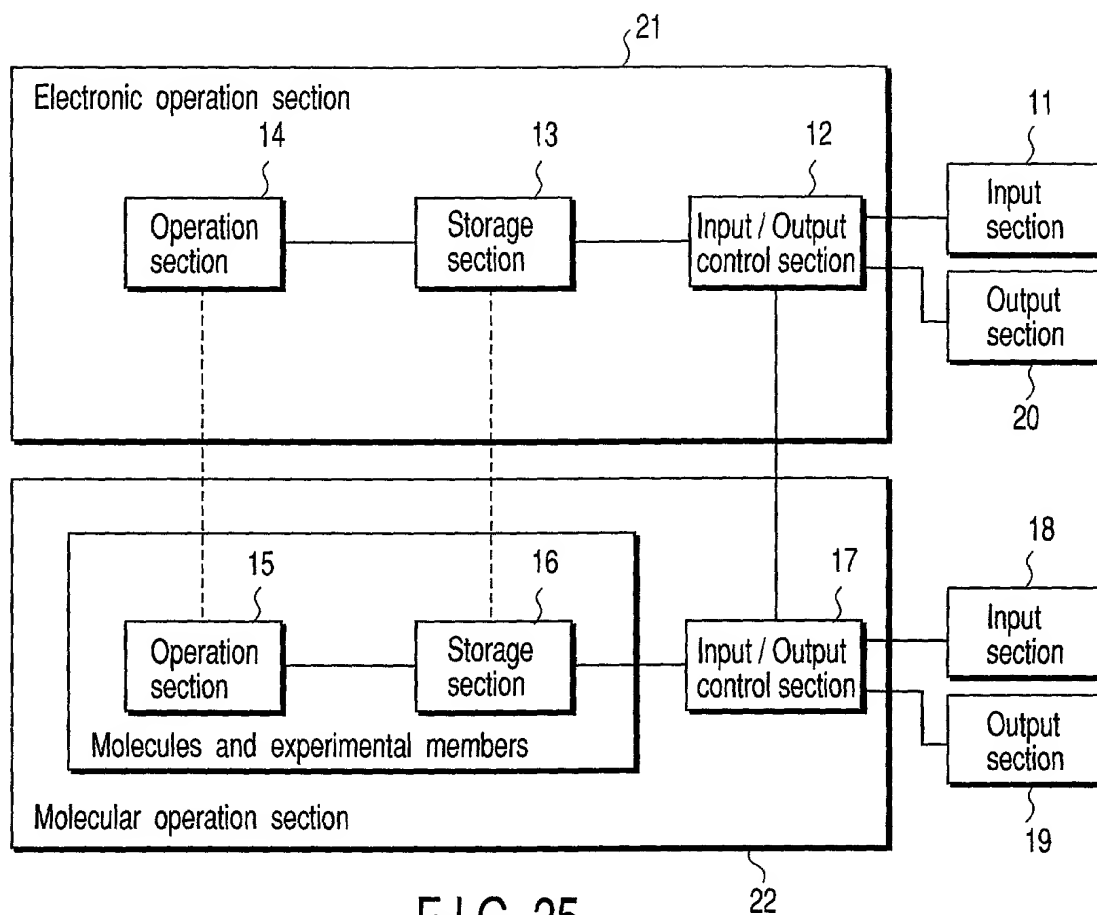 21
Electronic operation section
14
13
12
11
Operation
section
Storage
section
Input / Output
control section
Input
section
Output
section
20
15
16
17
18
Operation
section
Storage
section
Input / Output
control section
Input
section
Molecules and experimental members
Output
section
Molecular operation section
19
22
FIG. 25